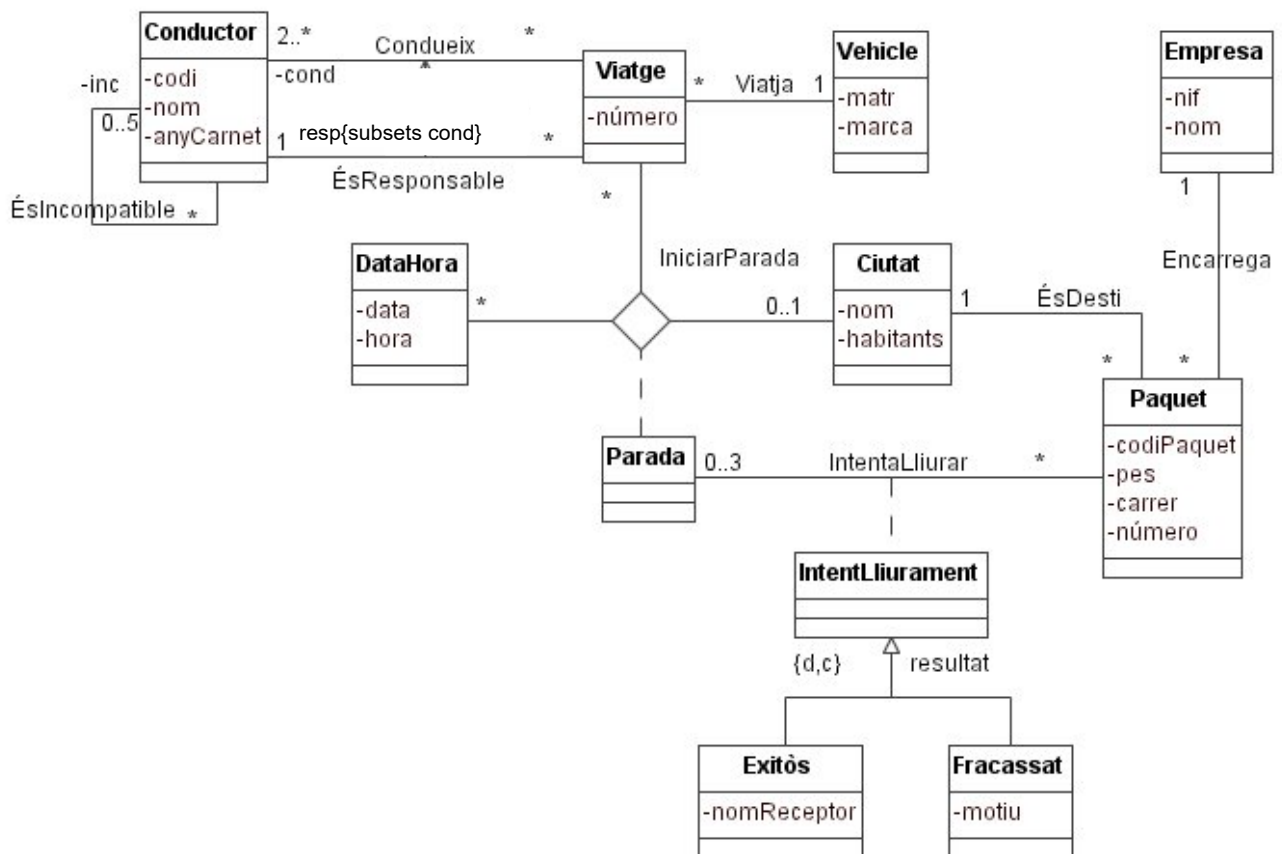 Conductor
-codi
-nom
-anyCarnet
2..*
Condueix
*
-cond
-inc
0..5
1
resp{subsets cond}
*
ÉsResponsable
ÉsIncompatible
*
Viatge
-número
*
Viatja
1
Vehicle
-matr
-marca
Empresa
-nif
-nom
1
Encarrega
*
DataHora
-data
-hora
*
*
IniciarParada
0..1
Ciutat
-nom
-habitants
1
ÉsDesti
*
Paquet
-codiPaquet
-pes
-carrer
-número
Parada
0..3
IntentaLliurar
*
IntentLliurament
{d,c}
resultat
Exitòs
-nomReceptor
Fracassat
-motiu